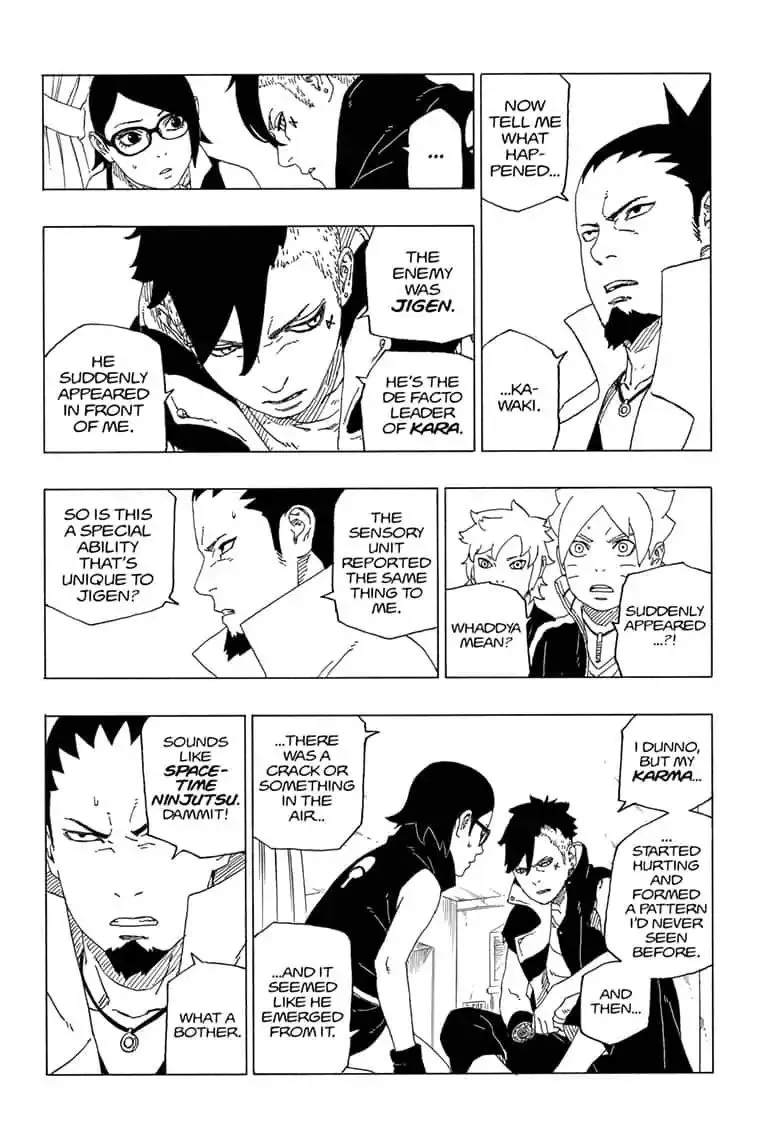 NOW
TELL ME
WHAT
HAP-
PENED...
...KA-
WAKI.
...
THE
ENEMY
WAS
JIGEN.
HE'S THE
DE FACTO
LEADER
OF KARA.
HE
SUDDENLY
APPEARED
IN FRONT
OF ME.
SUDDENLY
APPEARED
...?!
WHADDYA
MEAN?
THE
SENSORY
UNIT
REPORTED
THE SAME
THING TO
ME.
SO IS THIS
A SPECIAL
ABILITY
THAT'S
UNIQUE TO
JIGEN?
I DUNNO,
BUT MY
KARMA...
...
STARTED
HURTING
AND
FORMED
A PATTERN
I'D NEVER
SEEN
BEFORE.
AND
THEN...
...THERE
WAS A
CRACK OR
SOMETHING
IN THE
AIR...
...AND IT
SEEMED
LIKE HE
EMERGED
FROM IT.
SOUNDS
LIKE
SPACE-
TIME
NINJUTSU.
DAMMIT!
WHAT A
BOTHER.